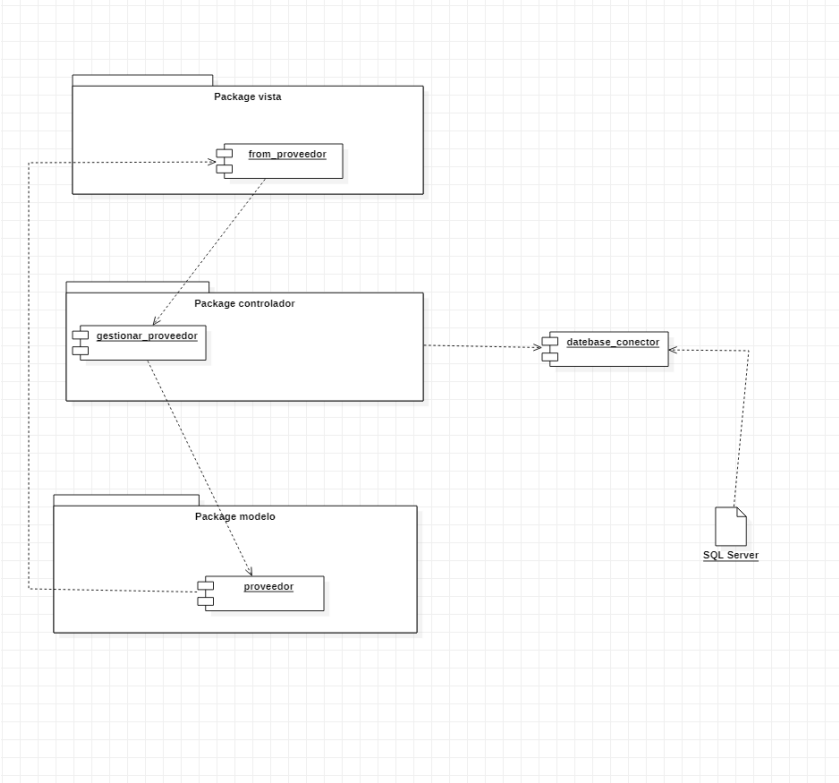 Package vista
from_proveedor
Package controlador
gestionar_proveedor
datebase_conector
Package modelo
SQL Server
proveedor